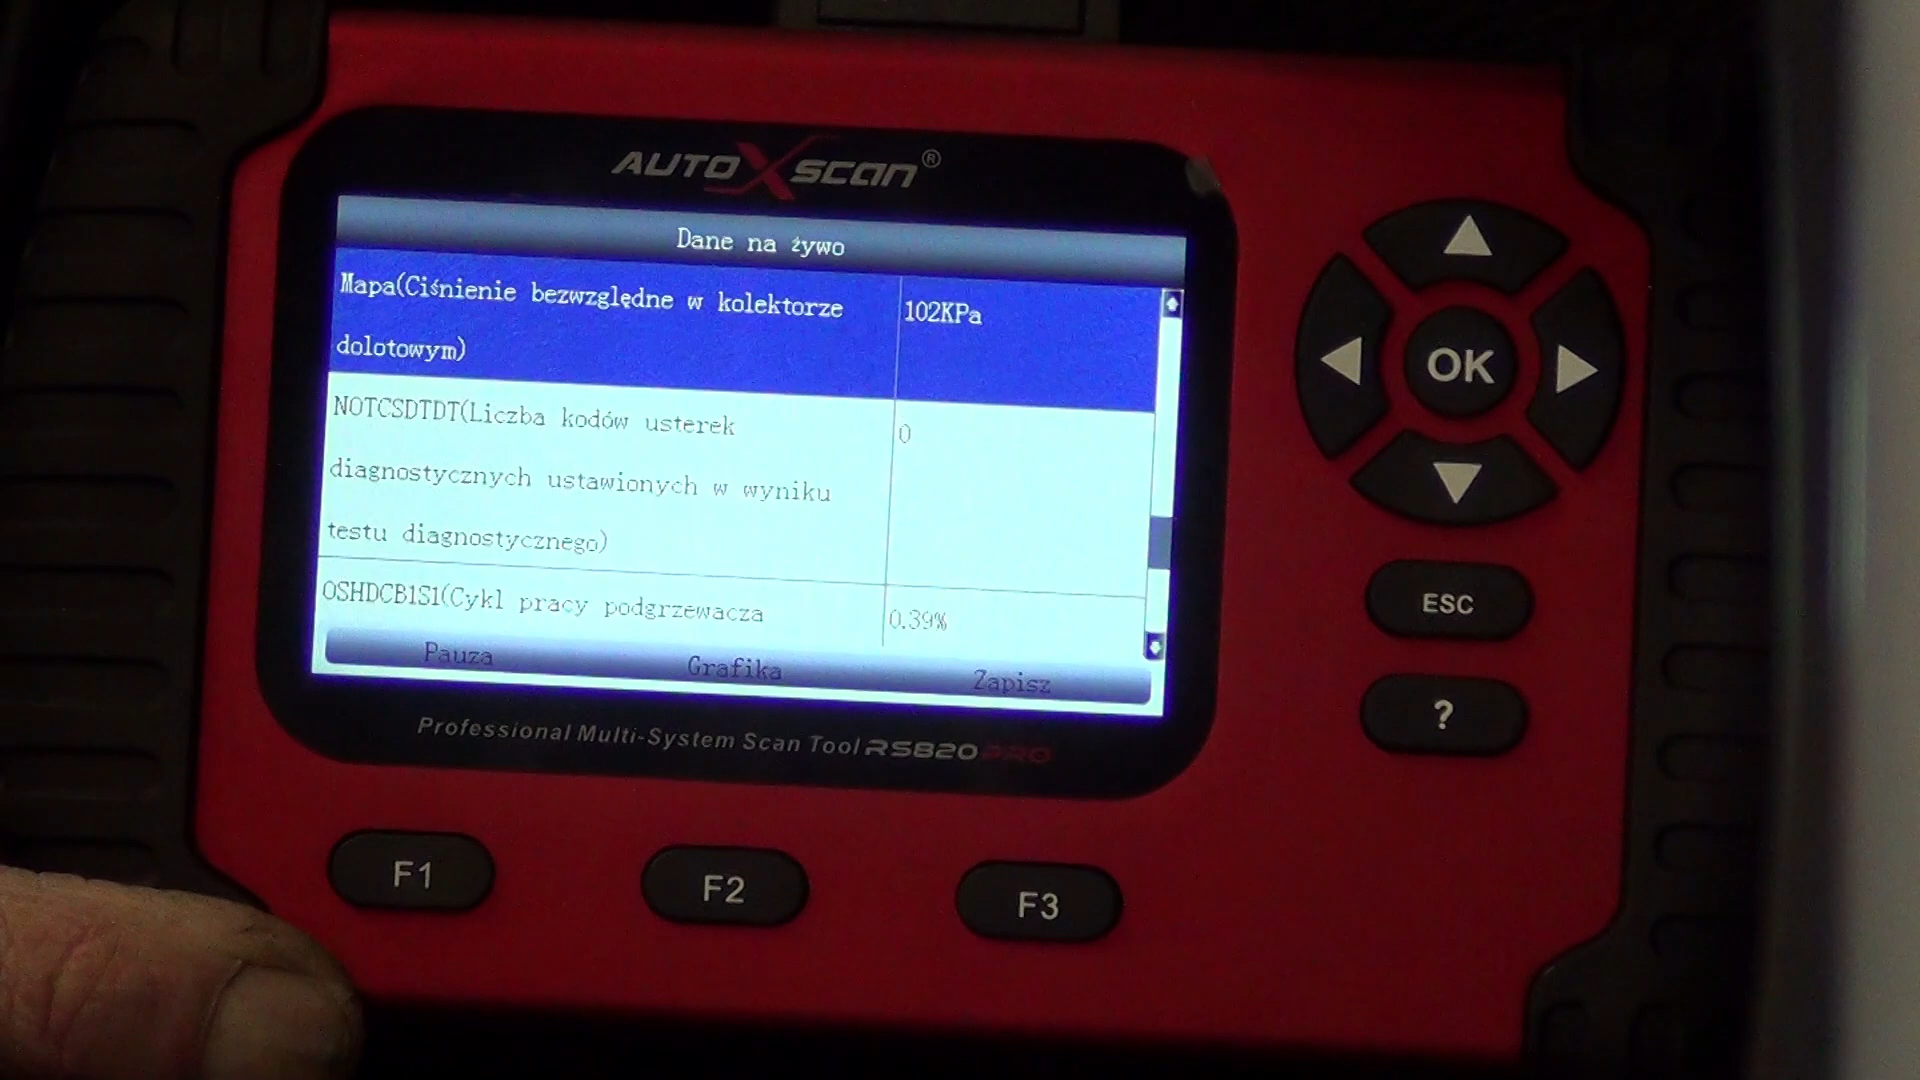 AUTOXSCAN®
Dane na żywo
Mapa(Ciśnienie bezwzględne w kolektorze
dolotowym)
102KPa
NOTCSDTDT(Liczba kodów usterek
diagnostycznych ustawionych w wyniku
testu diagnostycznego)
0
OSHDCB1S1(Cykl pracy podgrzewacza
0.39%
Pauza Grafika Zapisz
Professional Multi-System Scan Tool RS820 PRO
OK
ESC
?
F1 F2 F3